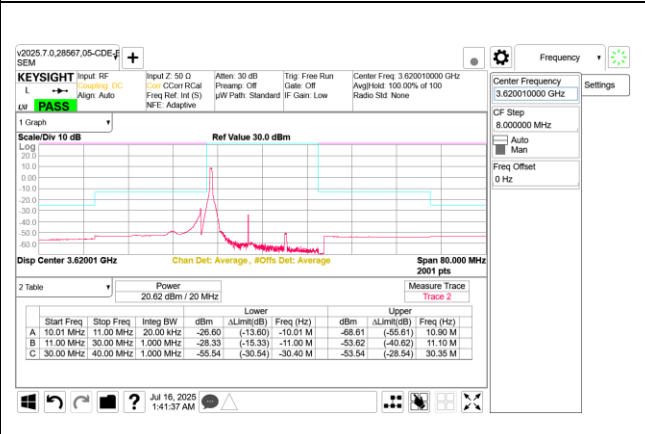 v2025.7.0,28567,05-CDE-E
SEM
+
Frequency
KEYSIGHT Input: RF Input Z: 50 Ω Atten: 30 dB Trig: Free Run Center Freq: 3.620010000 GHz
L Coupling: DC Corr CCorr RCal Preamp: Off Gate: Off Avg|Hold: 100.00% of 100
Align: Auto Freq Ref: Int (S) µW Path: Standard IF Gain: Low Radio Std: None
PASS NFE: Adaptive
Center Frequency
3.620010000 GHz
Settings
CF Step
8.000000 MHz
Auto
Man
Freq Offset
0 Hz
1 Graph
Scale/Div 10 dB Ref Value 30.0 dBm
Log
20.0
10.0
0.00
-10.0
-20.0
-30.0
-40.0
-50.0
-60.0
Disp Center 3.62001 GHz Chan Det: Average , #Offs Det: Average Span 80.000 MHz
2001 pts
2 Table Power Measure Trace
20.62 dBm / 20 MHz Trace 2
Lower Upper
Start Freq Stop Freq Integ BW dBm ΔLimit(dB) Freq (Hz) dBm ΔLimit(dB) Freq (Hz)
A 10.01 MHz 11.00 MHz 20.00 kHz -26.60 (-13.60) -10.01 M -68.61 (-55.61) 10.90 M
B 11.00 MHz 30.00 MHz 1.000 MHz -28.33 (-15.33) -11.00 M -53.62 (-40.62) 11.10 M
C 30.00 MHz 40.00 MHz 1.000 MHz -55.54 (-30.54) -30.40 M -53.54 (-28.54) 30.35 M
? Jul 16, 2025
1:41:37 AM